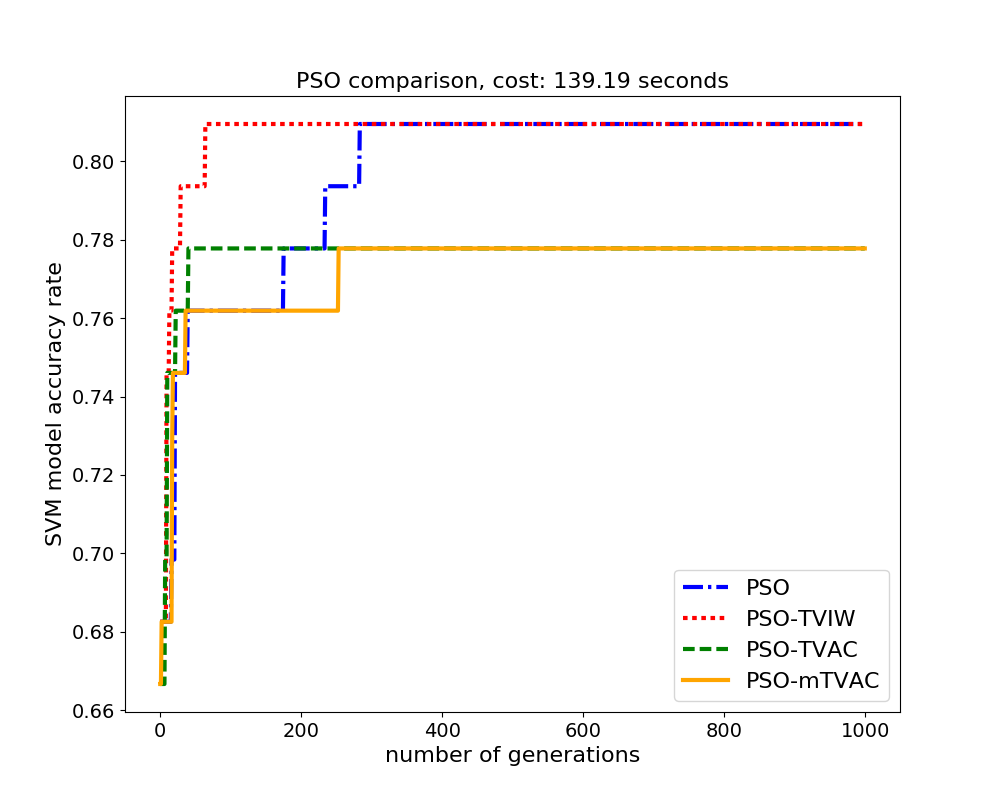 PSO comparison, cost: 139.19 seconds
SVM model accuracy rate
0.80
0.78
0.76
0.74
0.72
0.70
0.68
0.66
0 200 400 600 800 1000
number of generations
PSO
PSO-TVIW
PSO-TVAC
PSO-mTVAC